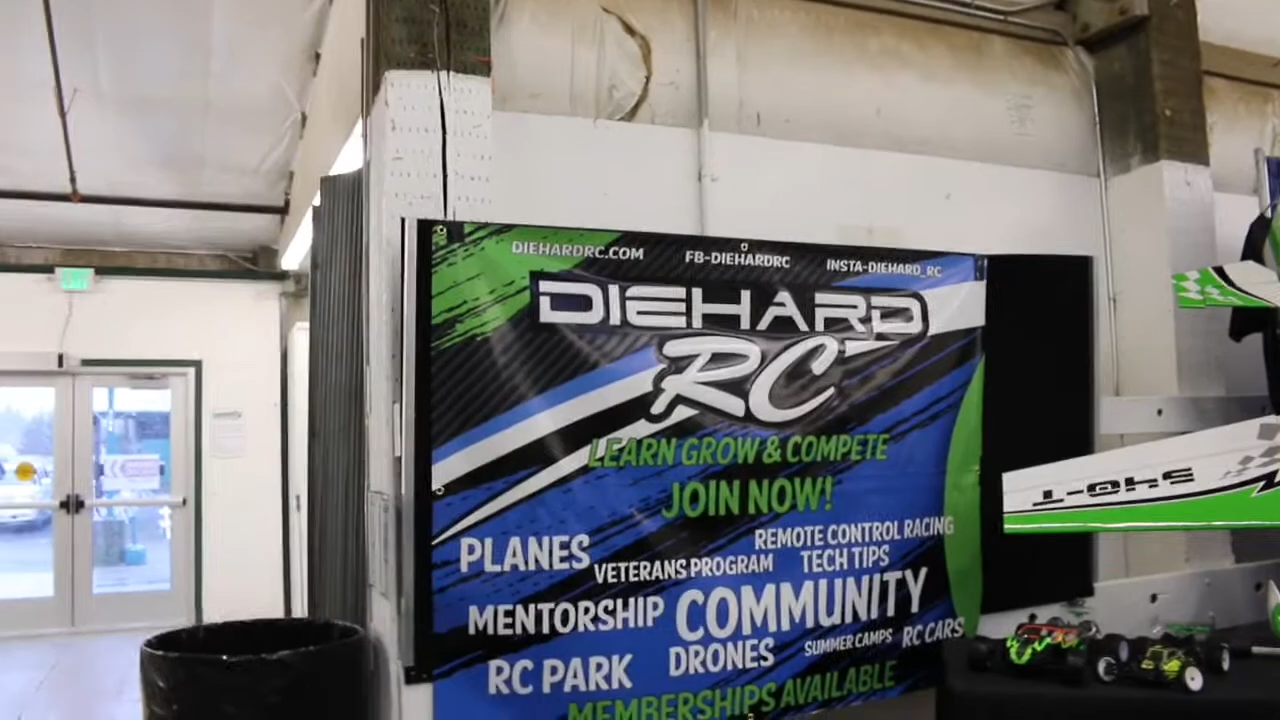 DIEHARDRC.COM FB-DIEHARDRC INSTA-DIEHARD_RC
DIEHARD
RC
LEARN GROW & COMPETE
JOIN NOW!
PLANES
REMOTE CONTROL RACING
VETERANS PROGRAM
TECH TIPS
MENTORSHIP
COMMUNITY
RC PARK
DRONES
SUMMER CAMPS
RC CARS
MEMBERSHIPS AVAILABLE
EXIT